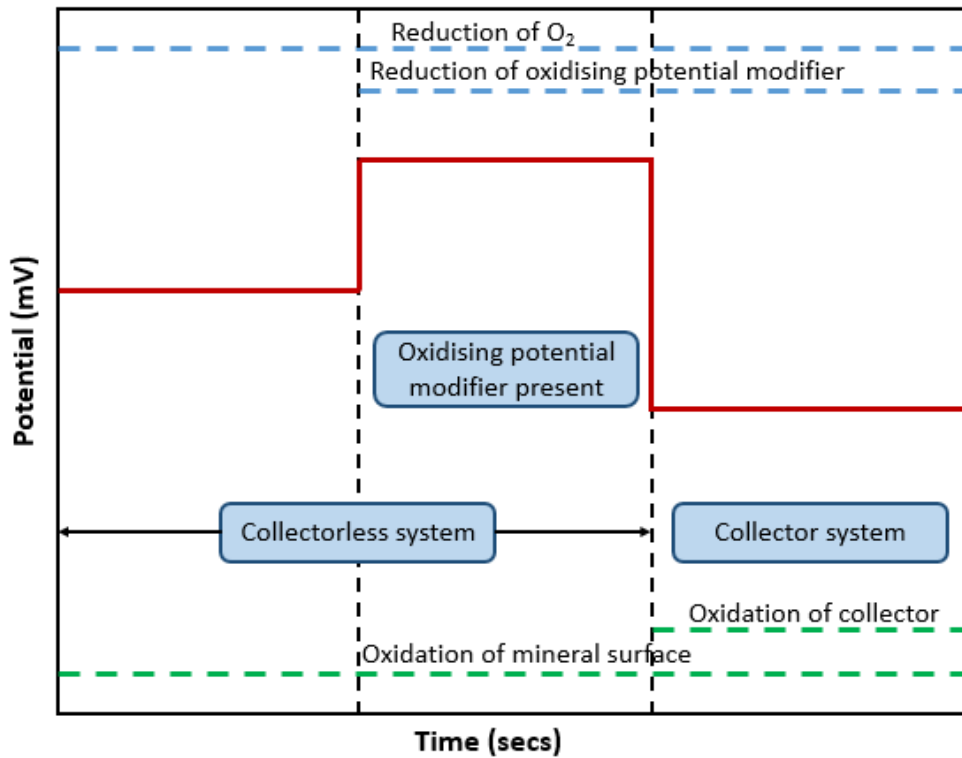 Reduction of O₂
Reduction of oxidising potential modifier
Potential (mV)
Oxidising potential
modifier present
Collectorless system
Collector system
Oxidation of collector
Oxidation of mineral surface
Time (secs)